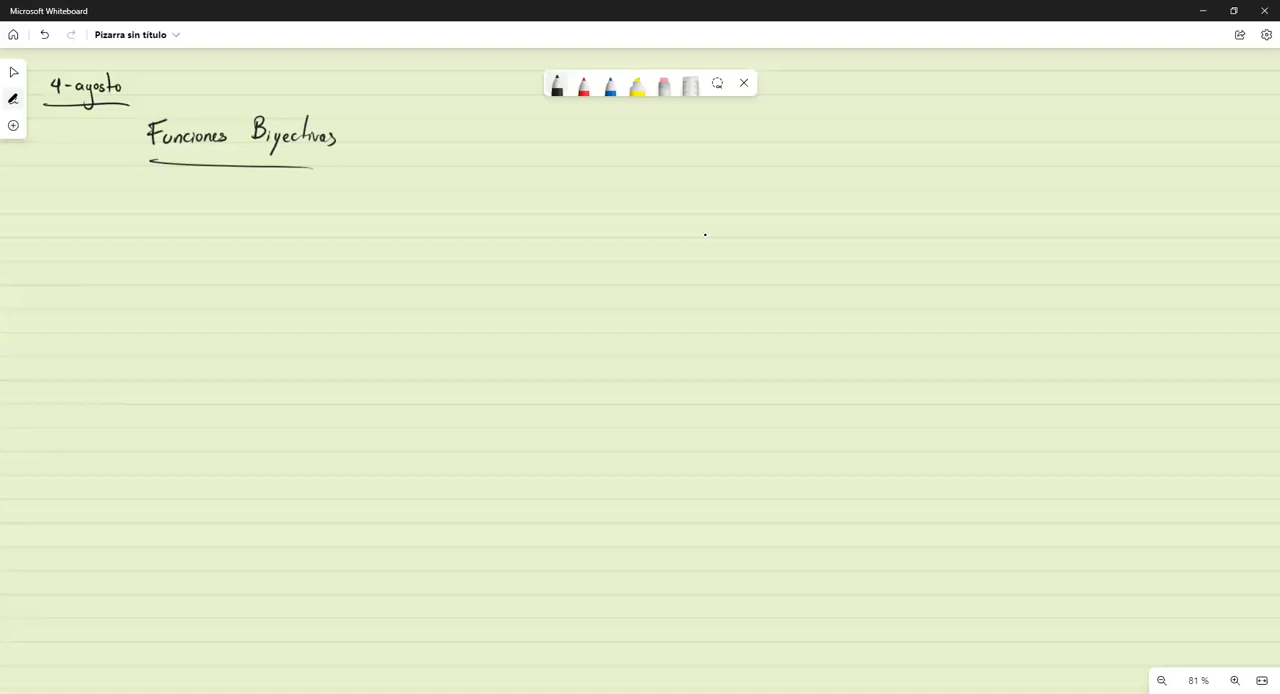 Microsoft Whiteboard
Pizarra sin título
4-agosto
Funciones Biyectivas
81 %